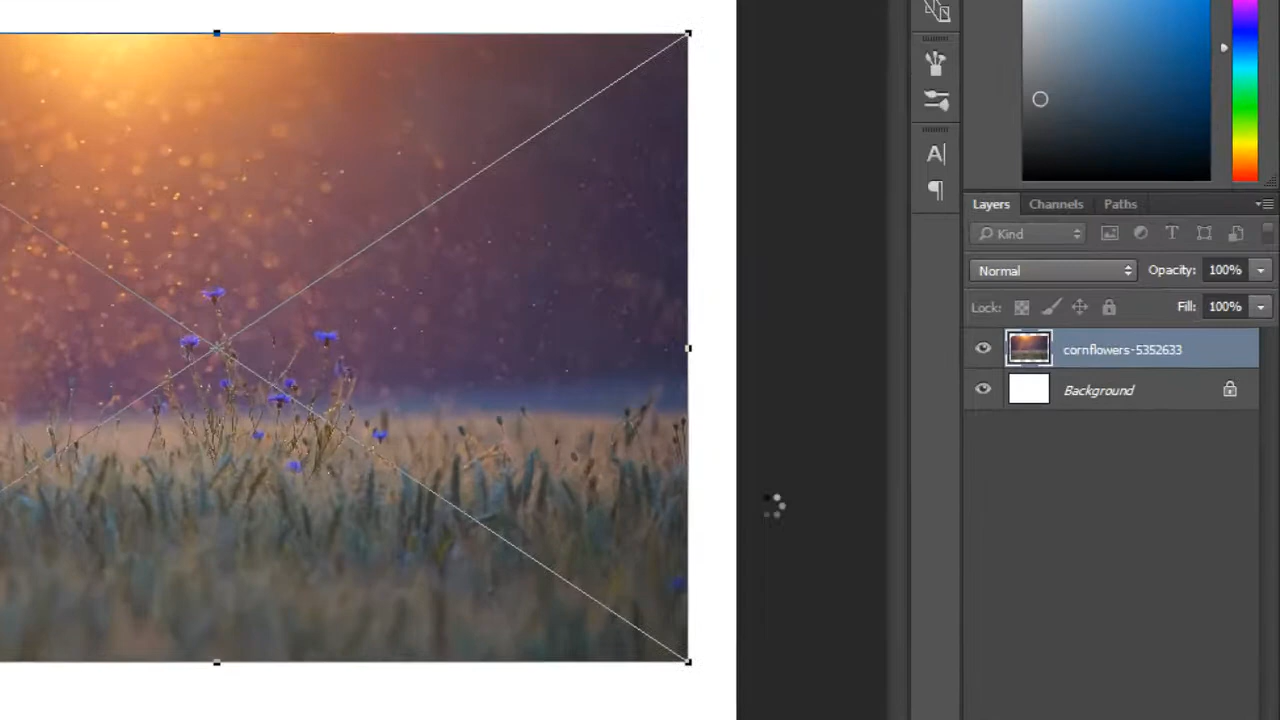 A|
Layers Channels Paths
Kind
T
Normal Opacity: 100%
Lock: Fill: 100%
cornflowers-5352633
Background